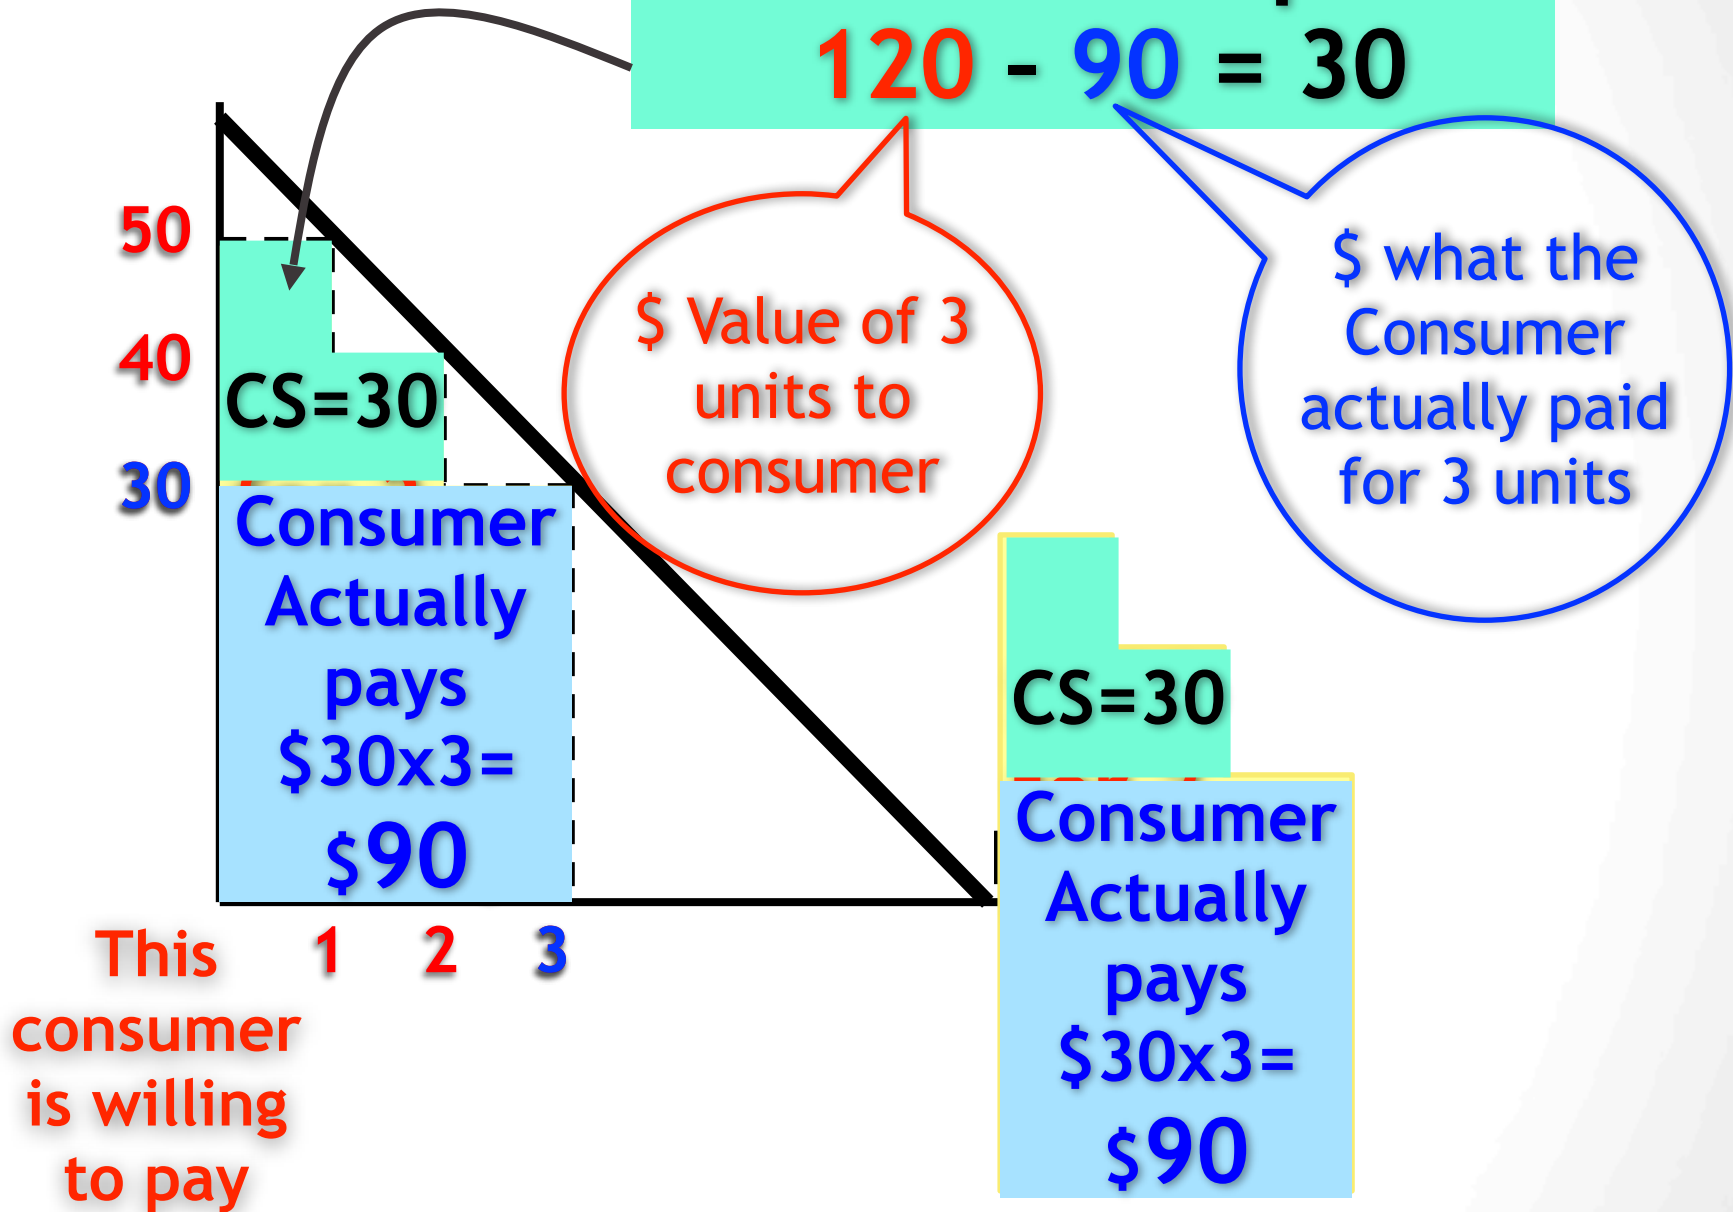 120 - 90 = 30
50
40
30
CS=30
Consumer
Actually
pays
$30x3=
$90
$ Value of 3
units to
consumer
$ what the
Consumer
actually paid
for 3 units
CS=30
Consumer
Actually
pays
$30x3=
$90
1 2 3
This
consumer
is willing
to pay